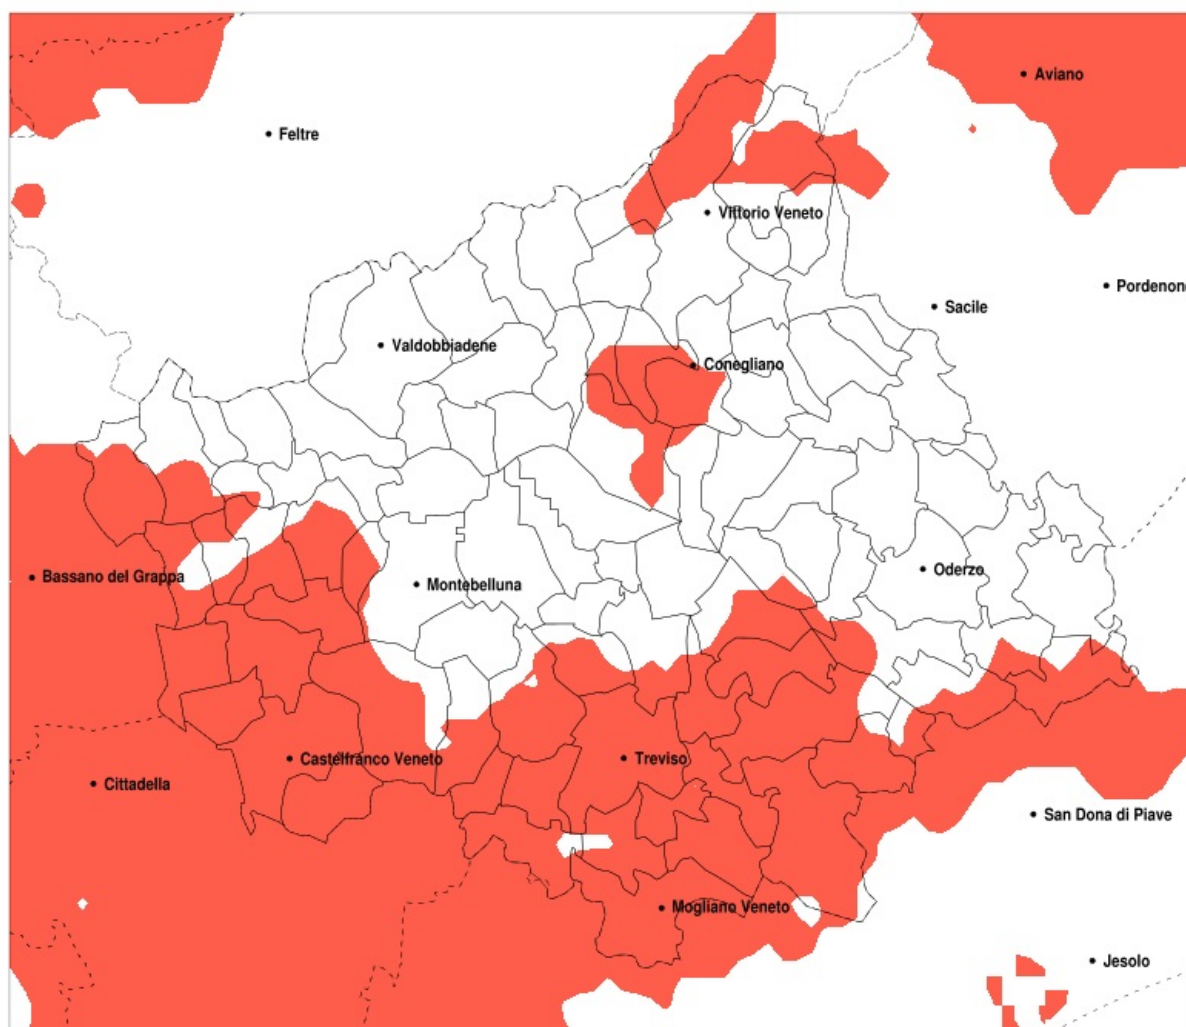 Aviano
Feltre
Vittorio Veneto
Pordenon
Sacile
Valdobbiadene
Conegliano
Oderzo
Bassano del Grappa
Montebelluna
Castelfranco Veneto
Treviso
Cittadella
San Dona di Piave
Mogliano Veneto
Jesolo